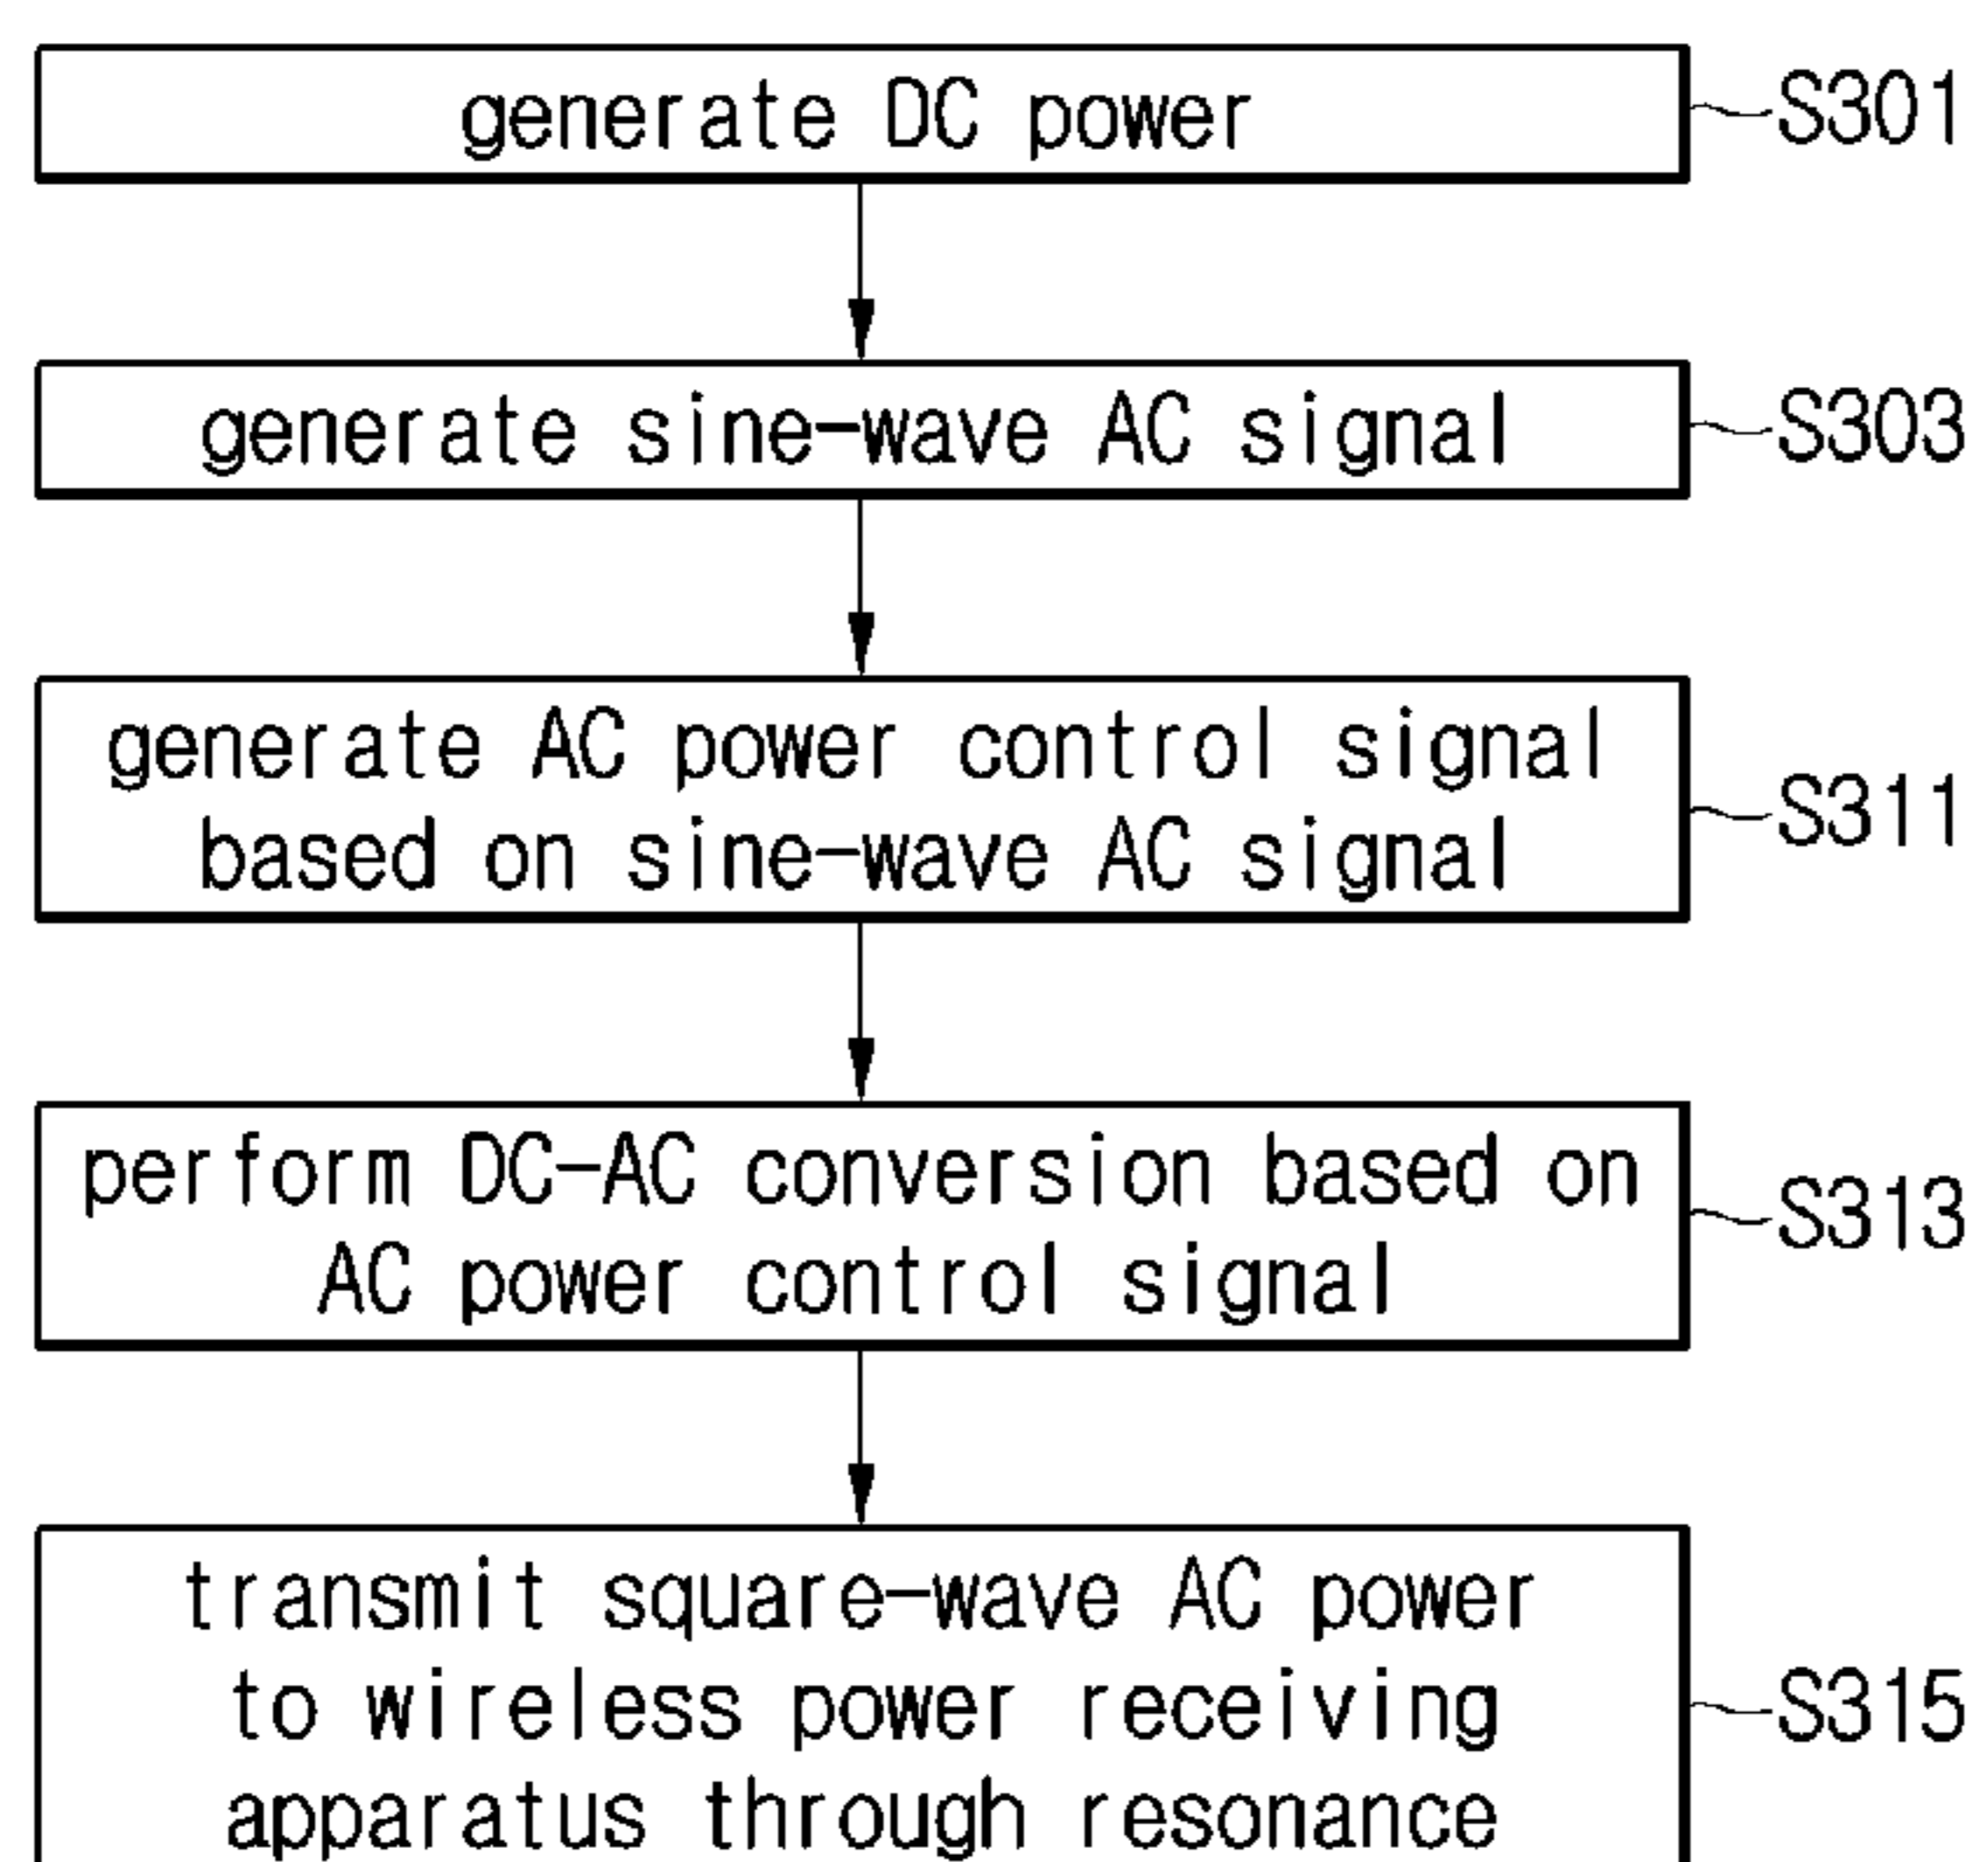 generate DC power
S301
generate sine-wave AC signal
S303
generate AC power control signal
based on sine-wave AC signal
S311
perform DC-AC conversion based on
AC power control signal
S313
transmit square-wave AC power
to wireless power receiving
apparatus through resonance
S315